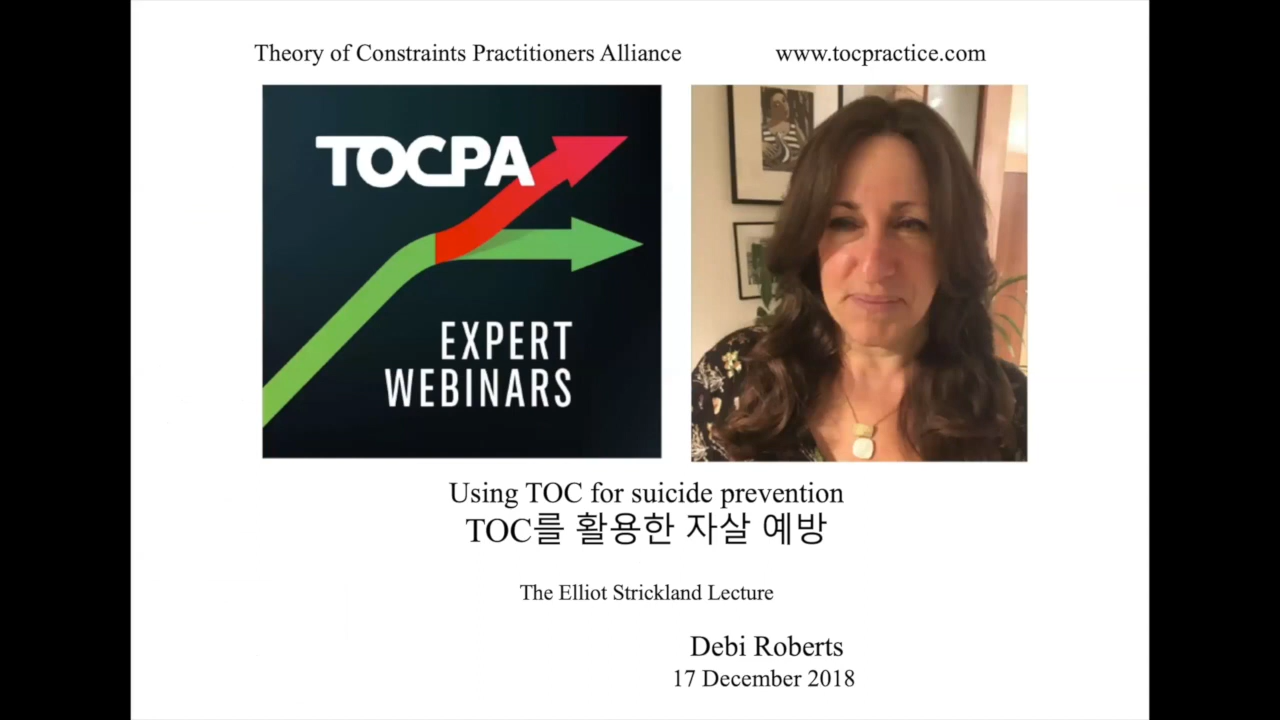 Theory of Constraints Practitioners Alliance
www.tocpractice.com
TOCPA
EXPERT
WEBINARS
Using TOC for suicide prevention
TOC를 활용한 자살 예방
The Elliot Strickland Lecture
Debi Roberts
17 December 2018